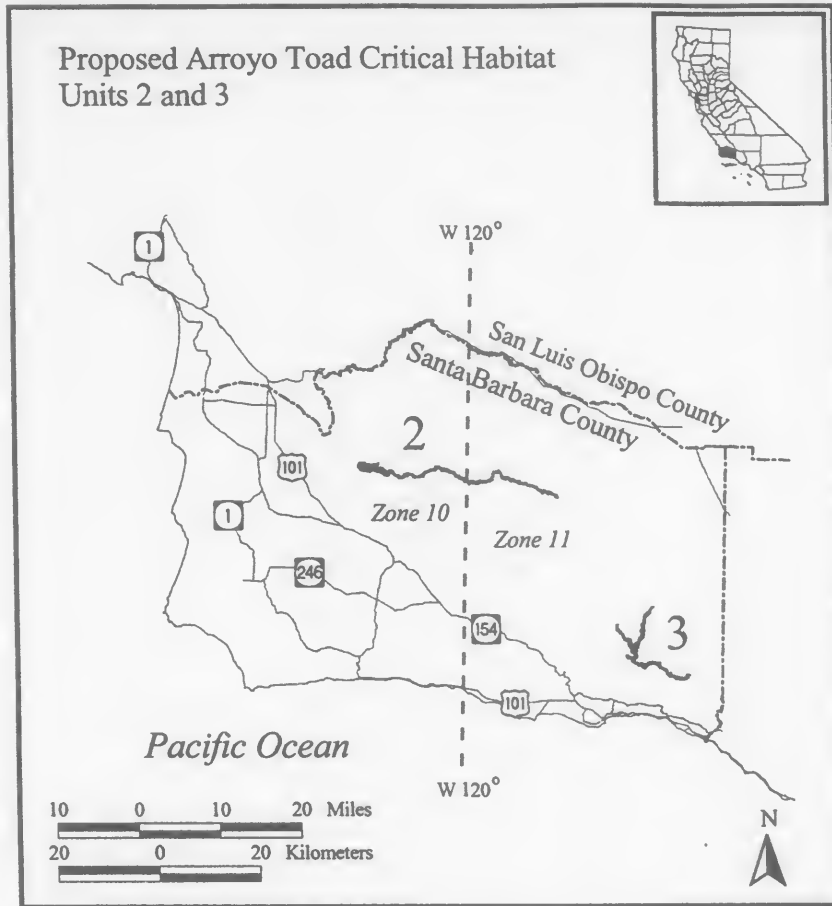 Proposed Arroyo Toad Critical Habitat
Units 2 and 3
1
W 120°
San Luis Obispo County
Santa Barbara County
2
101
Zone 10
1
Zone 11
246
154
3
101
Pacific Ocean
W 120°
10 0 10 20 Miles
20 0 20 Kilometers
N